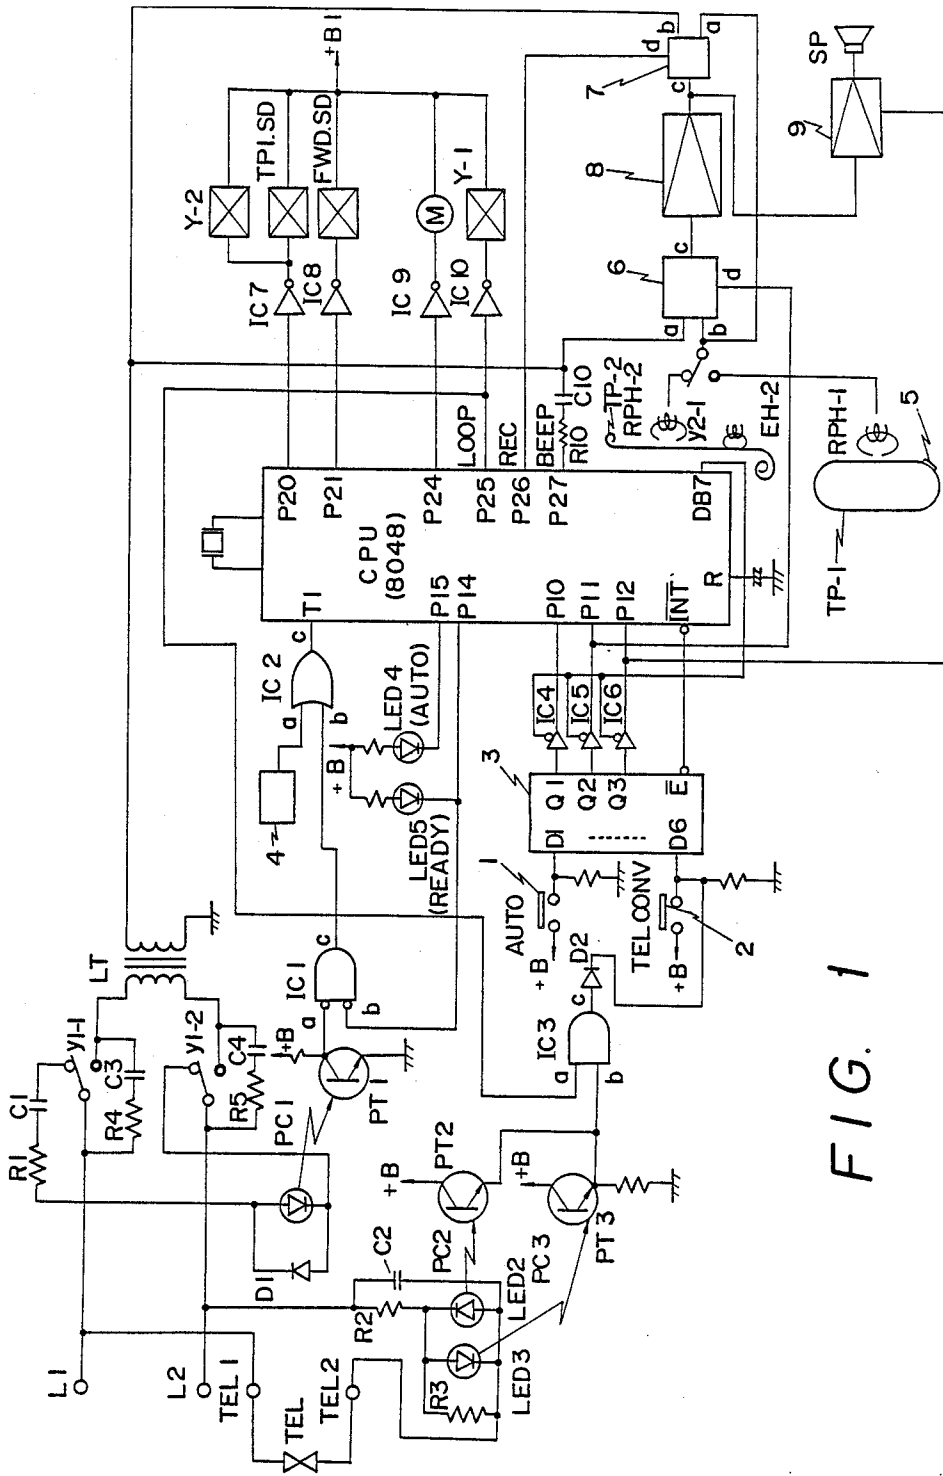 L1
L2
TEL 1
TEL
TEL2
R1
C1
y1-1
C3
R4
y1-2
C4
R5
LT
PC1
+B
PT1
D1
C2
R2
R3
LED2
LED3
PC2
PT2
+B
PC3
+B
PT3
IC1
a
b
c
IC3
a
b
c
D2
AUTO
1
+B
TEL CONV
2
+B
4
IC2
a
b
c
+B
LED4
(AUTO)
LED5
(READY)
3
D1
D6
Q1
Q2
Q3
E
IC4
IC5
IC6
CPU
(8048)
T1
P15
P14
P10
P11
P12
INT
R
P20
P21
P24
P25
P26
P27
DB7
LOOP
REC
BEEP
R10
C10
IC7
IC8
IC9
IC10
Y-2
TP1.SD
FWD.SD
M
Y-1
+B1
TP-2
RPH-2
y2-1
EH-2
RPH-1
TP-1
5
6
a
b
c
d
8
7
a
b
c
d
9
SP
FIG. 1